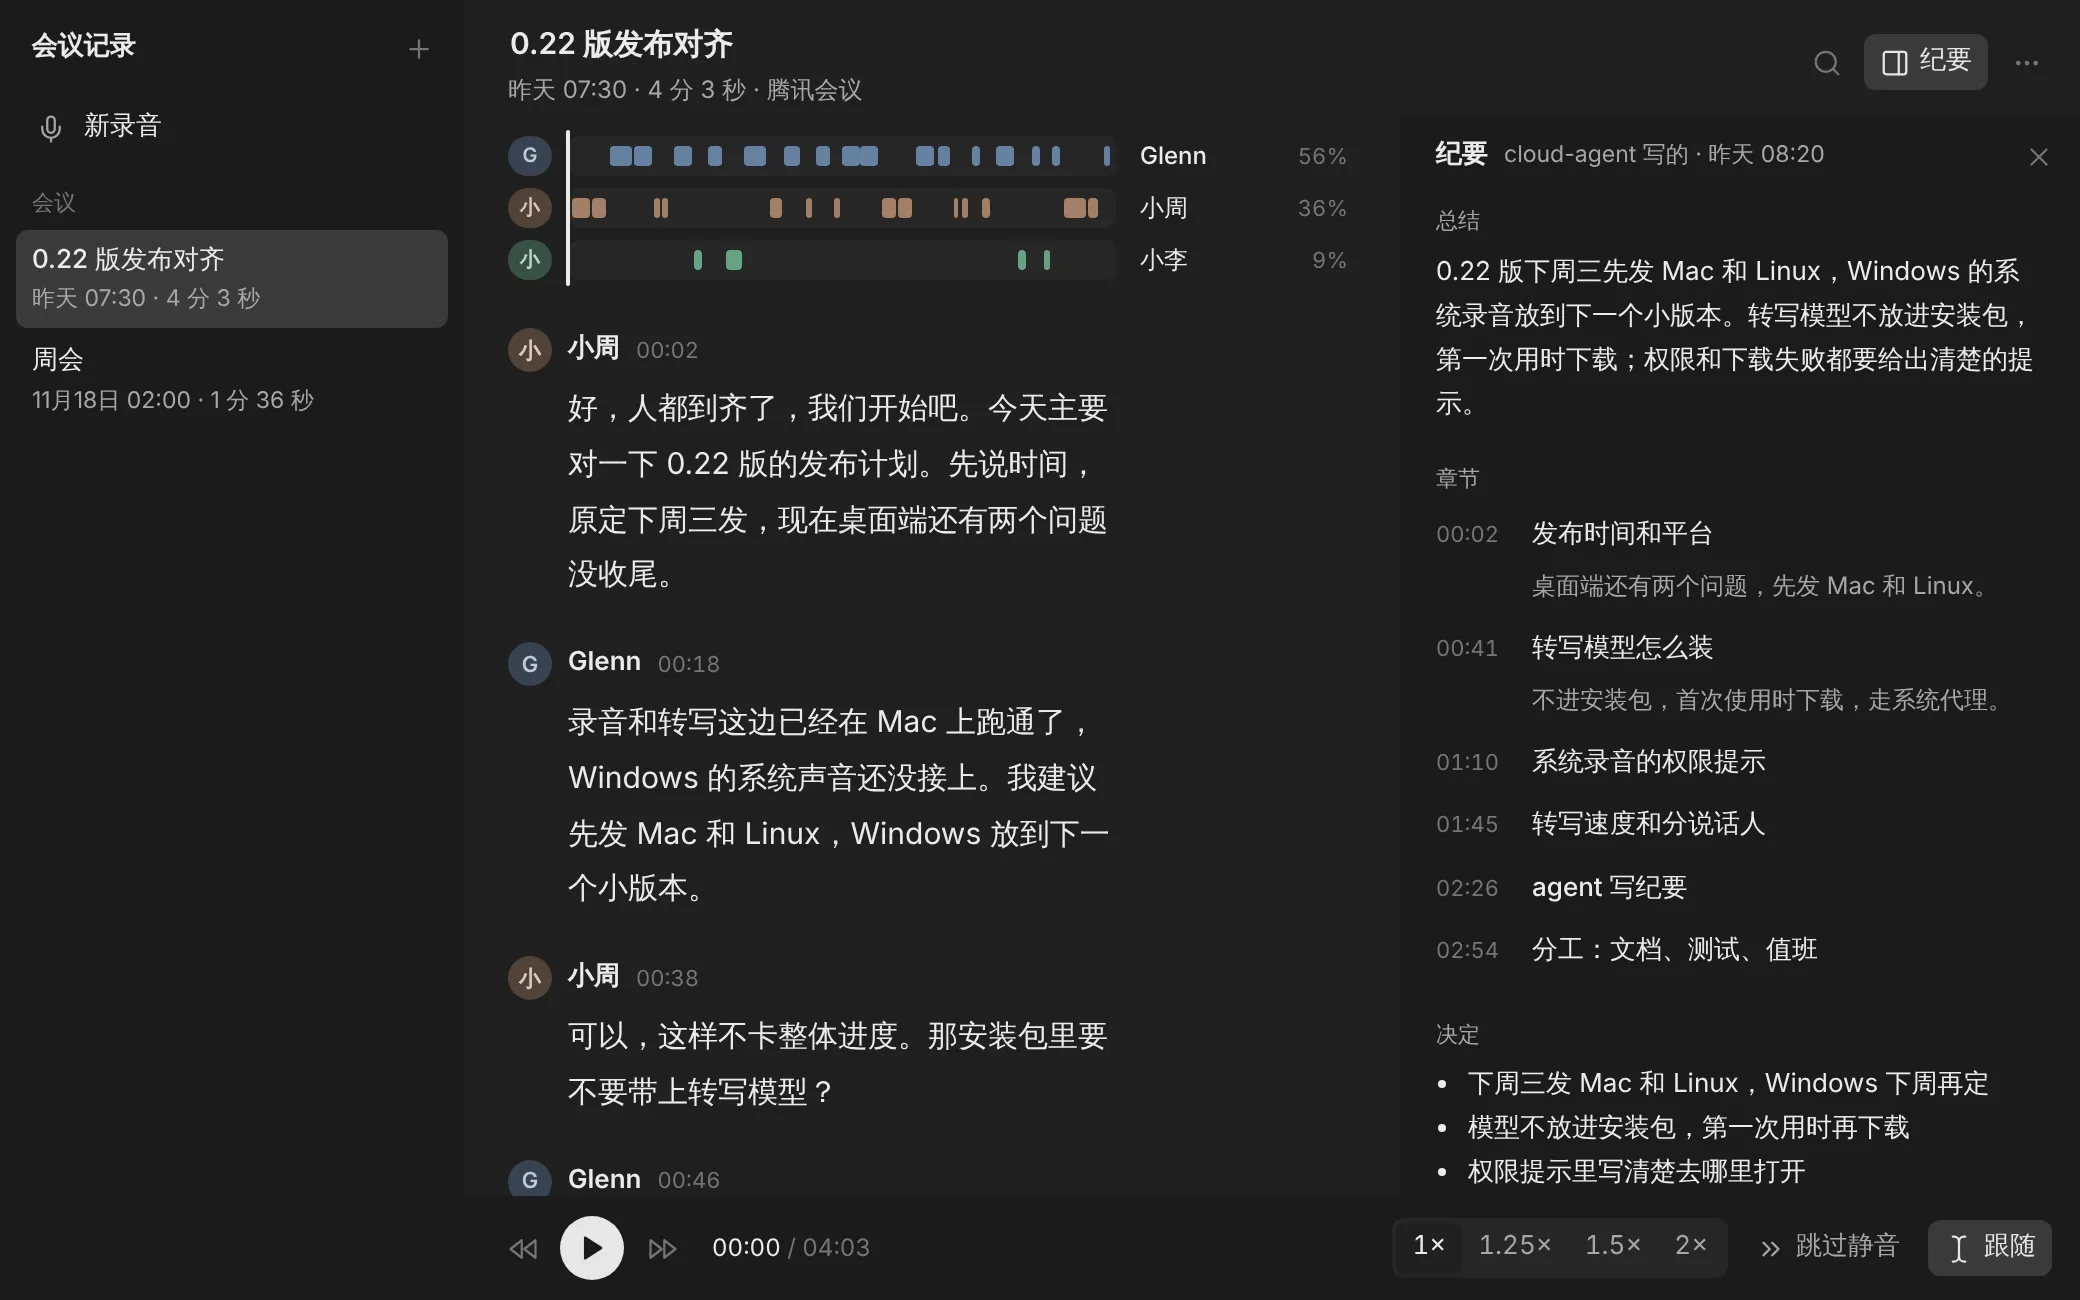 会议记录
新录音
会议
0.22 版发布对齐
昨天 07:30 · 4 分 3 秒
周会
11月18日 02:00 · 1 分 36 秒
0.22 版发布对齐
昨天 07:30 · 4 分 3 秒 · 腾讯会议
纪要
G
Glenn 56%
小
小周 36%
小
小李 9%
小
小周 00:02
好，人都到齐了，我们开始吧。今天主要
对一下 0.22 版的发布计划。先说时间，
原定下周三发，现在桌面端还有两个问题
没收尾。
G
Glenn 00:18
录音和转写这边已经在 Mac 上跑通了，
Windows 的系统声音还没接上。我建议
先发 Mac 和 Linux，Windows 放到下一
个小版本。
小
小周 00:38
可以，这样不卡整体进度。那安装包里要
不要带上转写模型？
G
Glenn 00:46
纪要 cloud-agent 写的 · 昨天 08:20
总结
0.22 版下周三先发 Mac 和 Linux，Windows 的系
统录音放到下一个小版本。转写模型不放进安装包，
第一次用时下载；权限和下载失败都要给出清楚的提
示。
章节
00:02 发布时间和平台
桌面端还有两个问题，先发 Mac 和 Linux。
00:41 转写模型怎么装
不进安装包，首次使用时下载，走系统代理。
01:10 系统录音的权限提示
01:45 转写速度和分说话人
02:26 agent 写纪要
02:54 分工：文档、测试、值班
决定
• 下周三发 Mac 和 Linux，Windows 下周再定
• 模型不放进安装包，第一次用时再下载
• 权限提示里写清楚去哪里打开
00:00 / 04:03
1× 1.25× 1.5× 2×
跳过静音
跟随